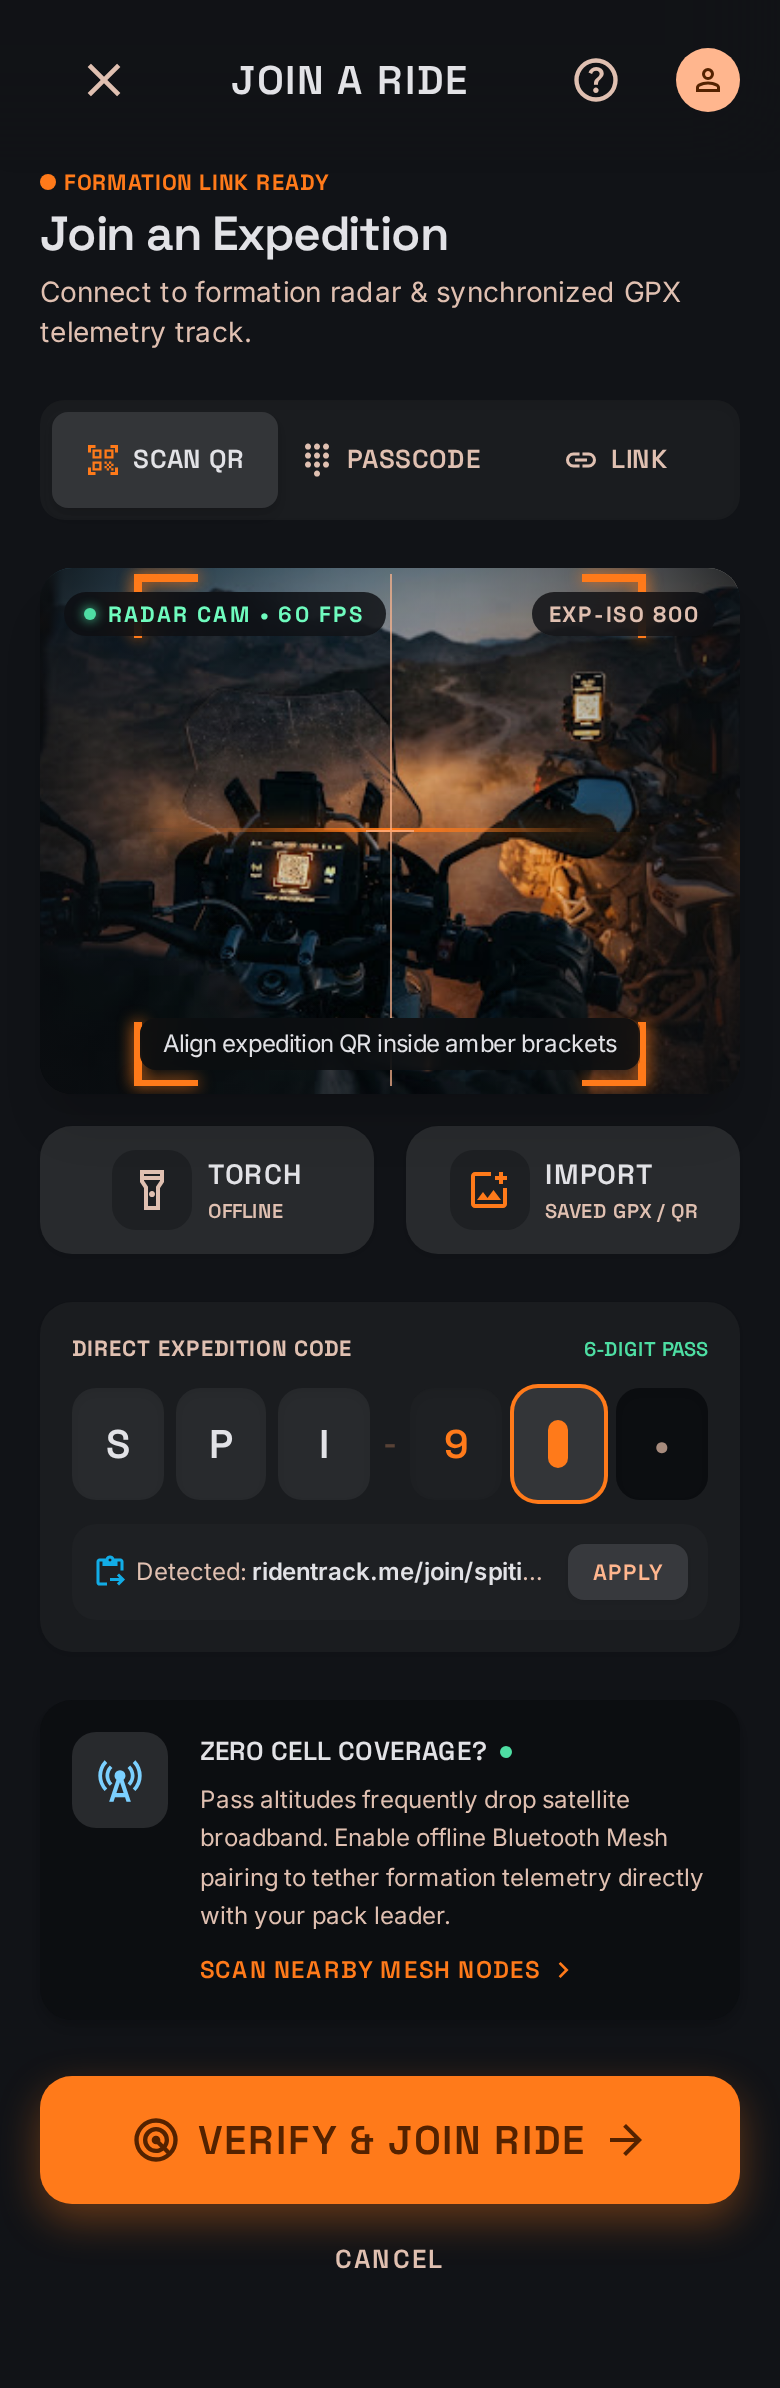 JOIN A RIDE
FORMATION LINK READY
Join an Expedition
Connect to formation radar & synchronized GPX
telemetry track.
SCAN QR
PASSCODE
LINK
RADAR CAM • 60 FPS
EXP-ISO 800
Align expedition QR inside amber brackets
TORCH
OFFLINE
IMPORT
SAVED GPX / QR
DIRECT EXPEDITION CODE
6-DIGIT PASS
S P I - 9
Detected: ridentrack.me/join/spiti...
APPLY
ZERO CELL COVERAGE?
Pass altitudes frequently drop satellite
broadband. Enable offline Bluetooth Mesh
pairing to tether formation telemetry directly
with your pack leader.
SCAN NEARBY MESH NODES
VERIFY & JOIN RIDE
CANCEL